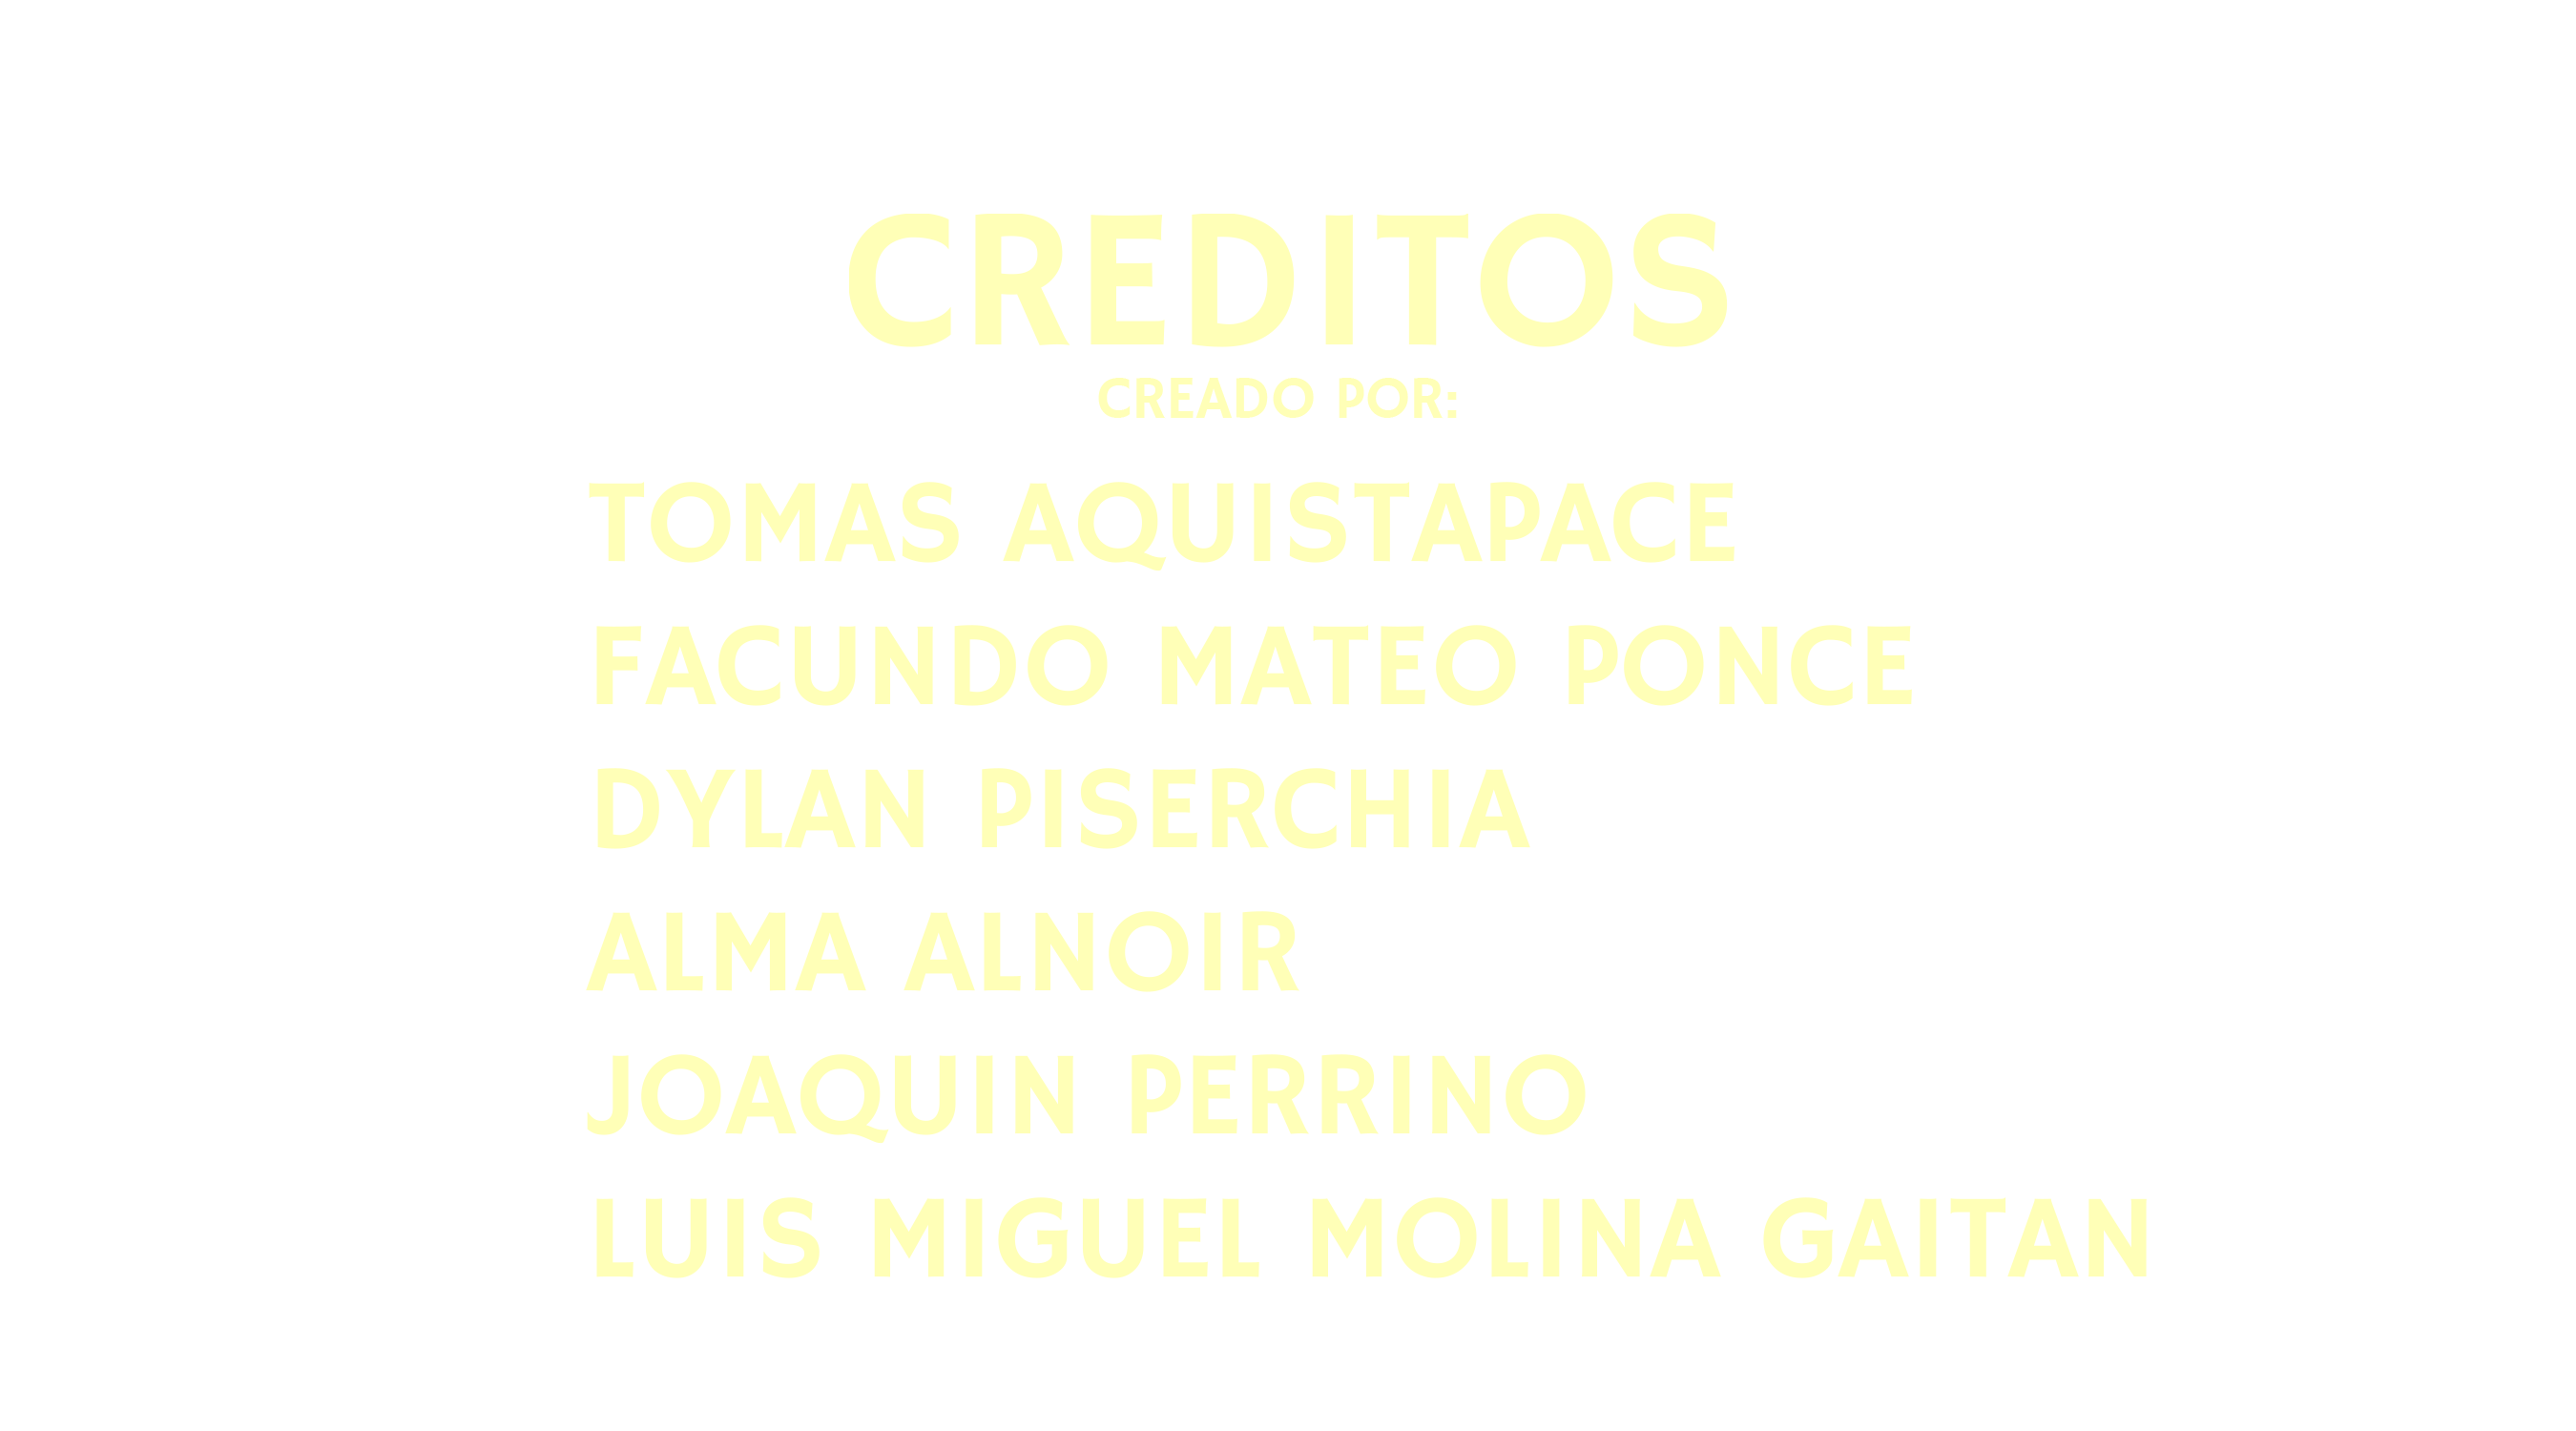 CREDITOS
CREADO POR:
TOMAS AQUISTAPACE
FACUNDO MATEO PONCE
DYLAN PISERCHIA
ALMA ALNOIR
JOAQUIN PERRINO
LUIS MIGUEL MOLINA GAITAN